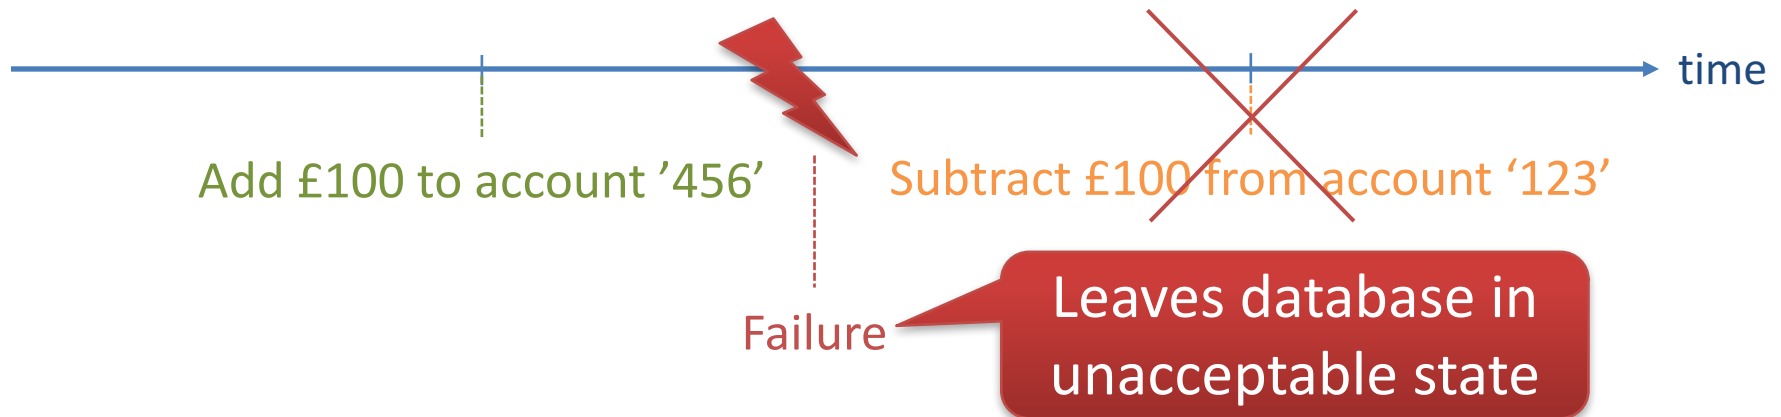 time
Add £100 to account ’456’
Subtract £100 from account ‘123’
Failure
Leaves database in
unacceptable state